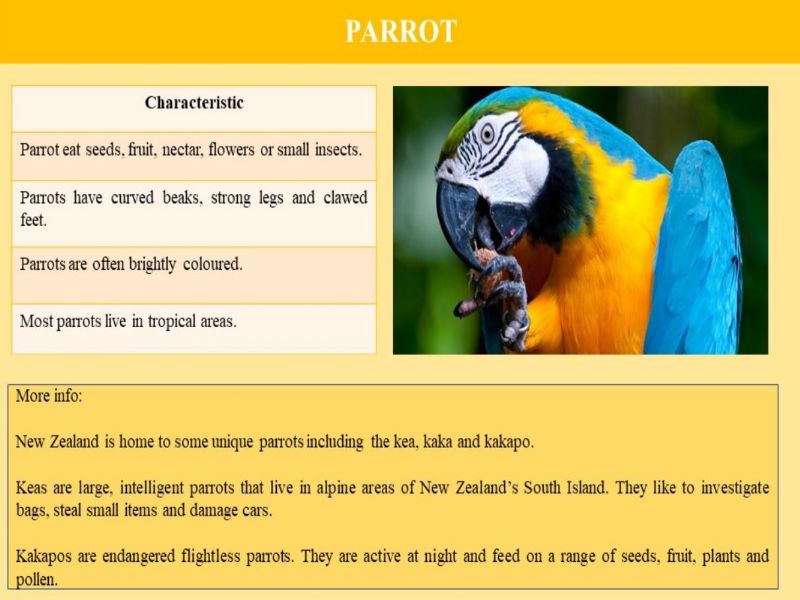 PARROT
Characteristic
Parrot eat seeds, fruit, nectar, flowers or small insects.
Parrots have curved beaks, strong legs and clawed
feet.
Parrots are often brightly coloured.
Most parrots live in tropical areas.
More info:
New Zealand is home to some unique parrots including the kea, kaka and kakapo.
Keas are large, intelligent parrots that live in alpine areas of New Zealand’s South Island. They like to investigate
bags, steal small items and damage cars.
Kakapos are endangered flightless parrots. They are active at night and feed on a range of seeds, fruit, plants and
pollen.